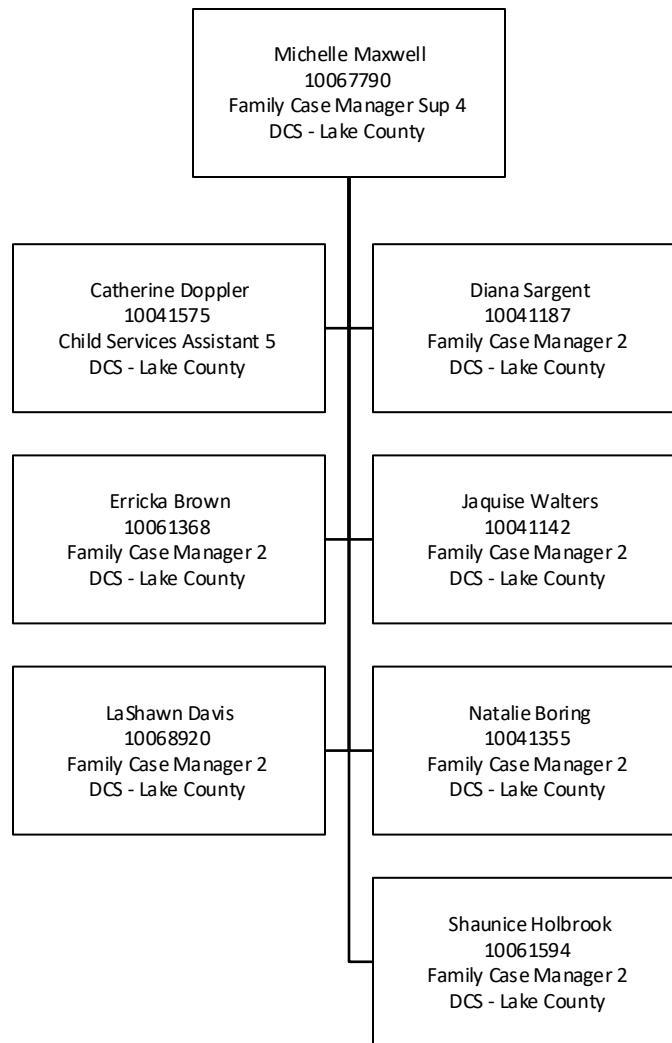 Michelle Maxwell
10067790
Family Case Manager Sup 4
DCS - Lake County
Catherine Doppler
10041575
Child Services Assistant 5
DCS - Lake County
Diana Sargent
10041187
Family Case Manager 2
DCS - Lake County
Erricka Brown
10061368
Family Case Manager 2
DCS - Lake County
Jaquise Walters
10041142
Family Case Manager 2
DCS - Lake County
LaShawn Davis
10068920
Family Case Manager 2
DCS - Lake County
Natalie Boring
10041355
Family Case Manager 2
DCS - Lake County
Shaunice Holbrook
10061594
Family Case Manager 2
DCS - Lake County